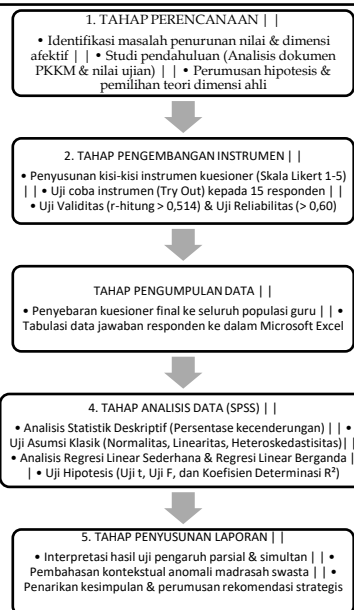 1. TAHAP PERENCANAAN | |
• Identifikasi masalah penurunan nilai & dimensi
afektif | | • Studi pendahuluan (Analisis dokumen
PKKM & nilai ujian) | | • Perumusan hipotesis &
pemilihan teori dimensi ahli
2. TAHAP PENGEMBANGAN INSTRUMEN | |
• Penyusunan kisi-kisi instrumen kuesioner (Skala Likert 1-5)
| | • Uji coba instrumen (Try Out) kepada 15 responden | |
• Uji Validitas (r-hitung > 0,514) & Uji Reliabilitas (> 0,60)
TAHAP PENGUMPULAN DATA | |
• Penyebaran kuesioner final ke seluruh populasi guru | | •
Tabulasi data jawaban responden ke dalam Microsoft Excel
4. TAHAP ANALISIS DATA (SPSS) | |
• Analisis Statistik Deskriptif (Persentase kecenderungan) | | •
Uji Asumsi Klasik (Normalitas, Linearitas, Heteroskedastisitas)| |
• Analisis Regresi Linear Sederhana & Regresi Linear Berganda |
| • Uji Hipotesis (Uji t, Uji F, dan Koefisien Determinasi R²)
5. TAHAP PENYUSUNAN LAPORAN | |
• Interpretasi hasil uji pengaruh parsial & simultan | | •
Pembahasan kontekstual anomali madrasah swasta | | •
Penarikan kesimpulan & perumusan rekomendasi strategis